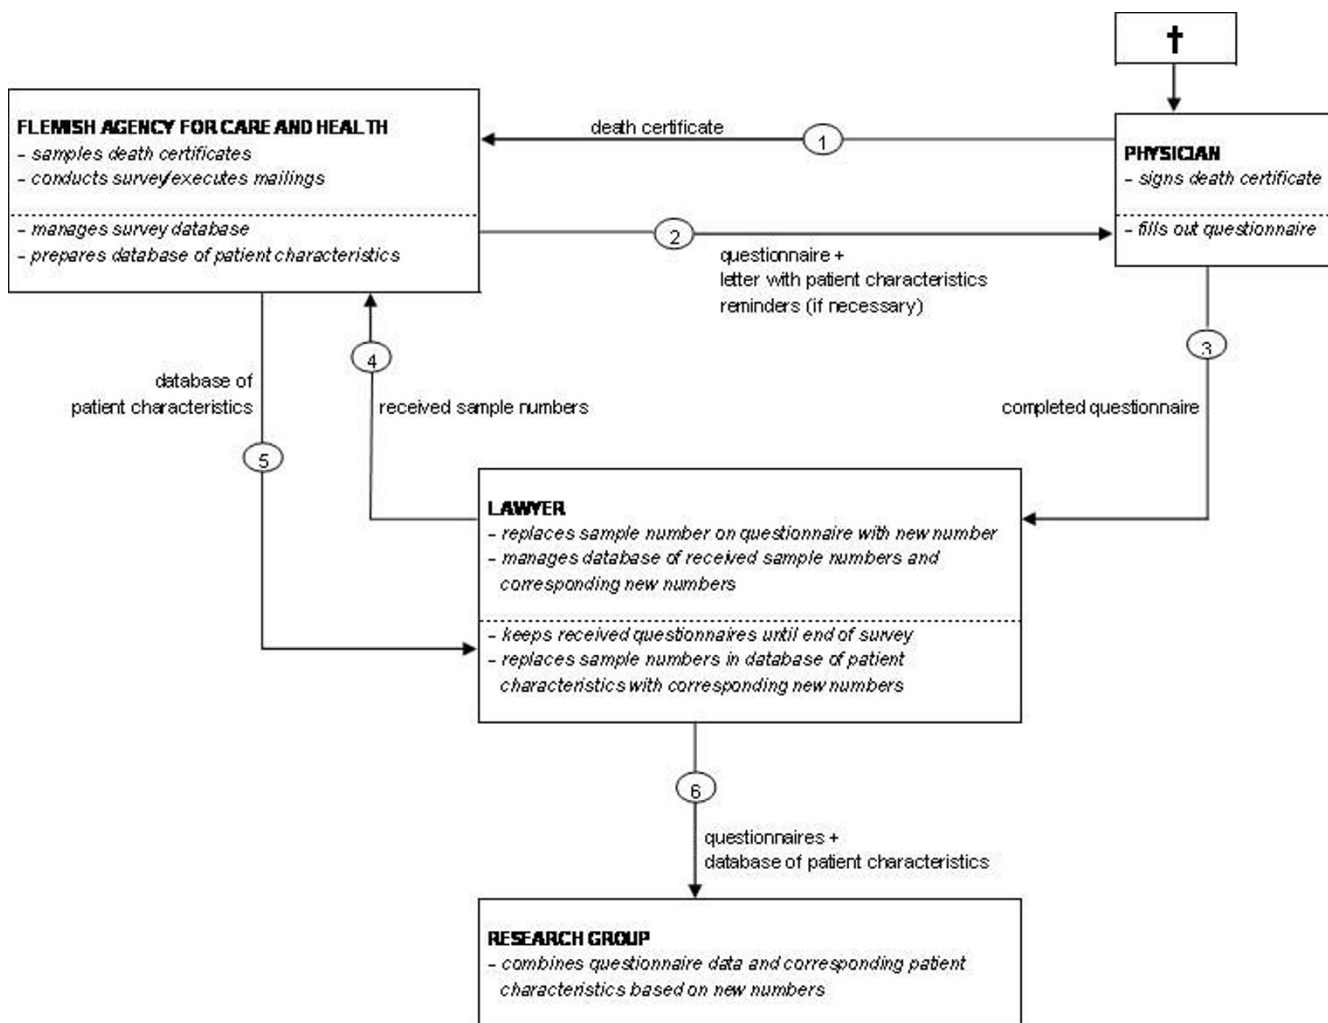 †
FLEMISH AGENCY FOR CARE AND HEALTH
– samples death certificates
– conducts survey/executes mailings
– manages survey database
– prepares database of patient characteristics
death certificate
1
PHYSICIAN
– signs death certificate
– fills out questionnaire
2
questionnaire +
letter with patient characteristics
reminders (if necessary)
3
completed questionnaire
4
received sample numbers
database of
patient characteristics
5
LAWYER
– replaces sample number on questionnaire with new number
– manages database of received sample numbers and
corresponding new numbers
– keeps received questionnaires until end of survey
– replaces sample numbers in database of patient
characteristics with corresponding new numbers
6
questionnaires +
database of patient characteristics
RESEARCH GROUP
– combines questionnaire data and corresponding patient
characteristics based on new numbers